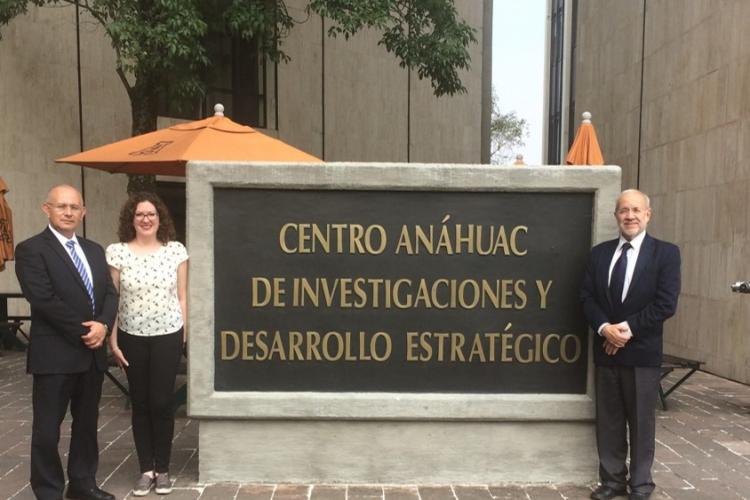 CENTRO ANÁHUAC
DE INVESTIGACIONES Y
DESARROLLO ESTRATÉGICO